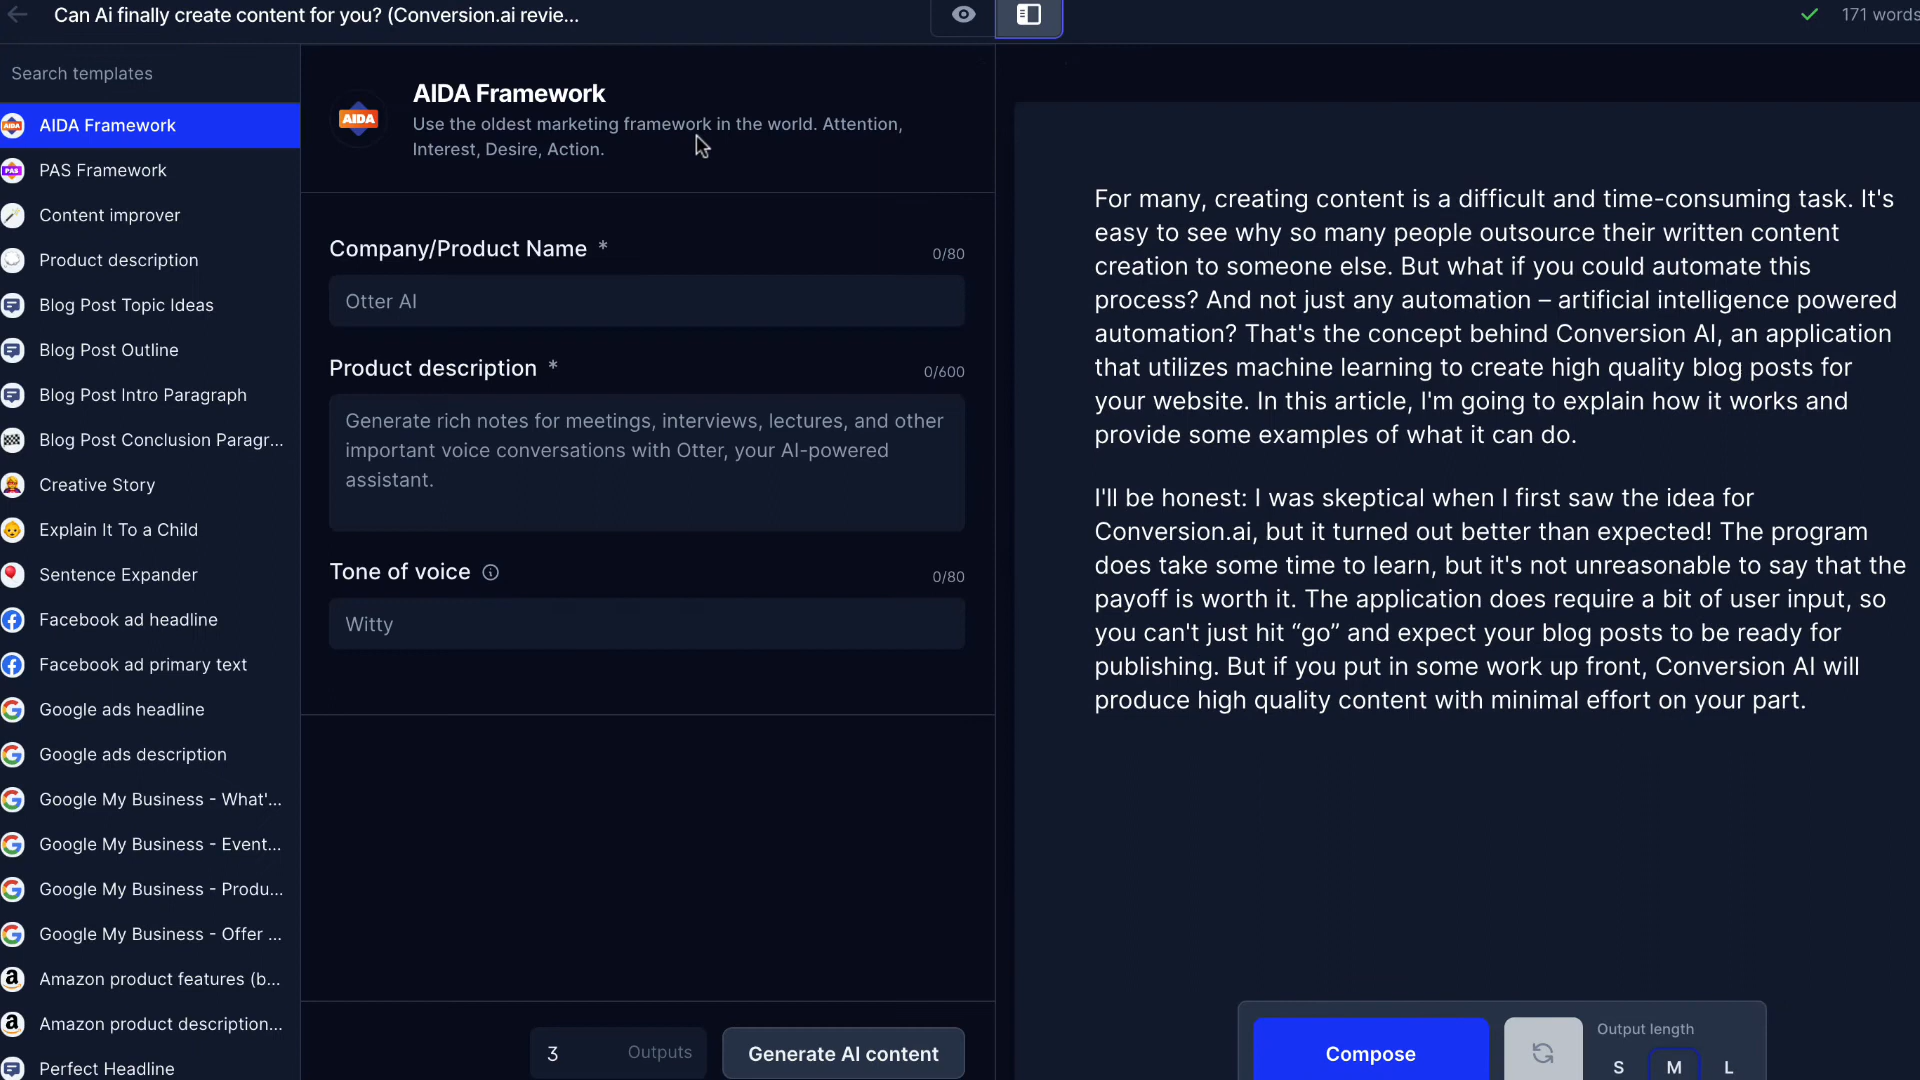 Can Ai finally create content for you? (Conversion.ai revie...
171 words
Search templates
AIDA Framework
PAS Framework
Content improver
Product description
Blog Post Topic Ideas
Blog Post Outline
Blog Post Intro Paragraph
Blog Post Conclusion Paragr...
Creative Story
Explain It To a Child
Sentence Expander
Facebook ad headline
Facebook ad primary text
Google ads headline
Google ads description
Google My Business - What'...
Google My Business - Event...
Google My Business - Produ...
Google My Business - Offer ...
Amazon product features (b...
Amazon product description...
Perfect Headline
AIDA
AIDA Framework
Use the oldest marketing framework in the world. Attention,
Interest, Desire, Action.
Company/Product Name *
0/80
Otter AI
Product description *
0/600
Generate rich notes for meetings, interviews, lectures, and other
important voice conversations with Otter, your AI-powered
assistant.
Tone of voice
0/80
Witty
3 Outputs
Generate AI content
For many, creating content is a difficult and time-consuming task. It's
easy to see why so many people outsource their written content
creation to someone else. But what if you could automate this
process? And not just any automation – artificial intelligence powered
automation? That's the concept behind Conversion AI, an application
that utilizes machine learning to create high quality blog posts for
your website. In this article, I'm going to explain how it works and
provide some examples of what it can do.
I'll be honest: I was skeptical when I first saw the idea for
Conversion.ai, but it turned out better than expected! The program
does take some time to learn, but it's not unreasonable to say that the
payoff is worth it. The application does require a bit of user input, so
you can't just hit “go” and expect your blog posts to be ready for
publishing. But if you put in some work up front, Conversion AI will
produce high quality content with minimal effort on your part.
Compose
Output length
S M L